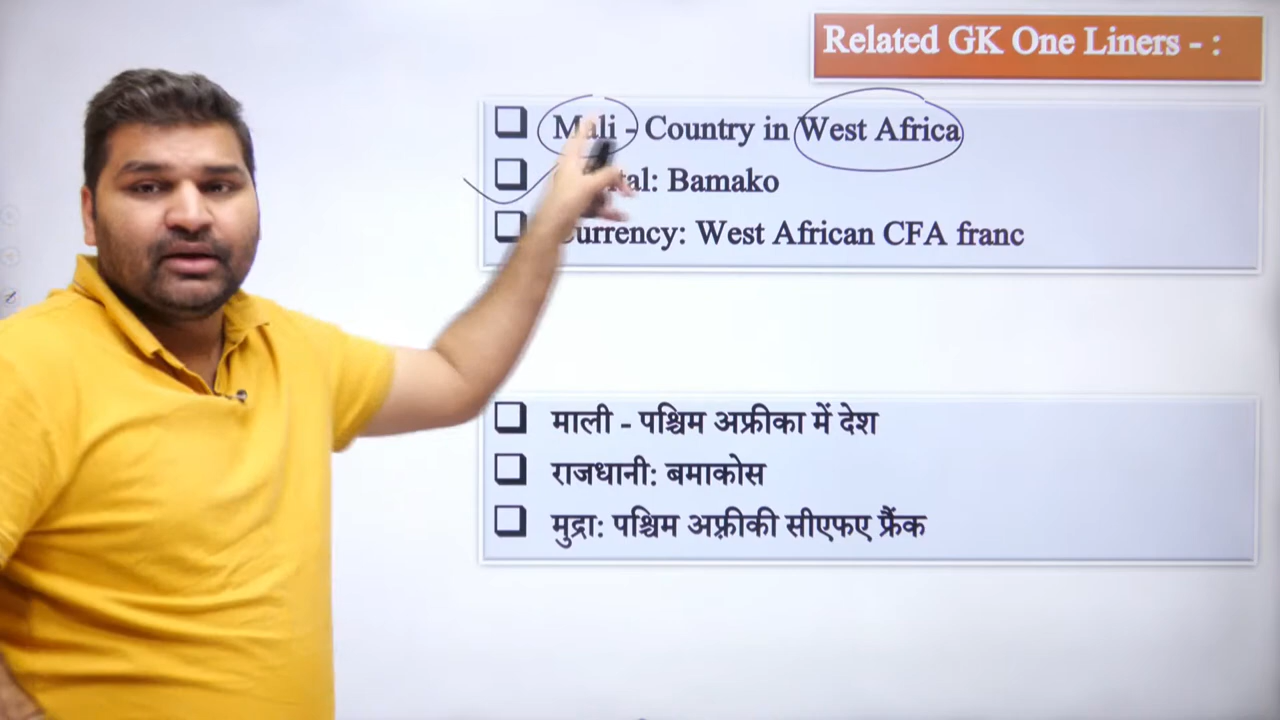 Related GK One Liners - :
❑ Mali - Country in West Africa
❑ Bamako
❑ Currency: West African CFA franc
❑ माली - पश्चिम अफ्रीका में देश
❑ राजधानी: बमाकोस
❑ मुद्रा: पश्चिम अफ़्रीकी सीएफए फ्रैंक